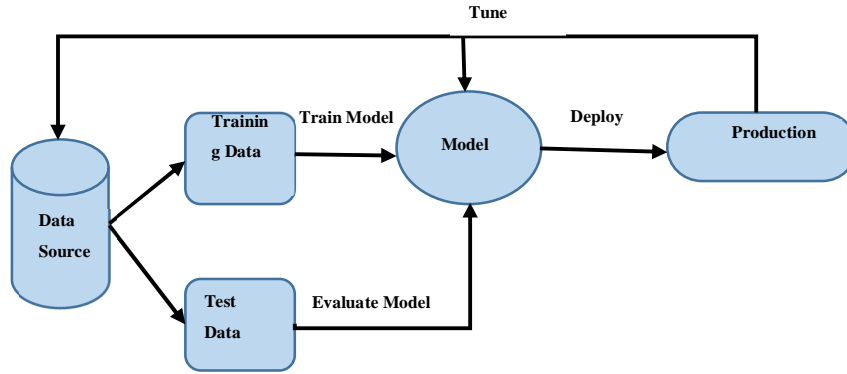 Tune
Trainin
g Data
Train Model
Model
Deploy
Production
Data
Source
Test
Data
Evaluate Model